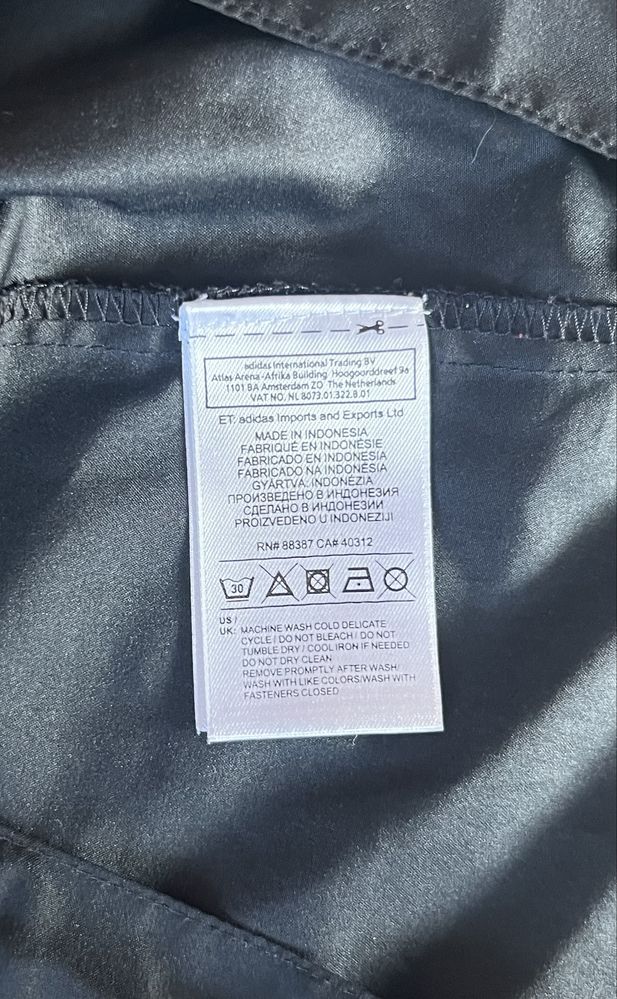 adidas International Trading BV
Atlas Arena-Afrika Building Hoogoorddreef 9a
1101 BA Amsterdam ZO The Netherlands
VAT NO. NL 8073.01.322.B.01
ET: adidas Imports and Exports Ltd
MADE IN INDONESIA
FABRIQUÉ EN INDONÉSIE
FABRICADO EN INDONESIA
FABRICADO NA INDONÉSIA
GYÁRTVA: INDONÉZIA
ПРОИЗВЕДЕНО В ИНДОНЕЗИЯ
СДЕЛАНО В ИНДОНЕЗИИ
PROIZVEDENO U INDONEZIJI
RN# 88387 CA# 40312
30
US /
UK: MACHINE WASH COLD DELICATE
CYCLE / DO NOT BLEACH / DO NOT
TUMBLE DRY / COOL IRON IF NEEDED
DO NOT DRY CLEAN
REMOVE PROMPTLY AFTER WASH/
WASH WITH LIKE COLORS/WASH WITH
FASTENERS CLOSED